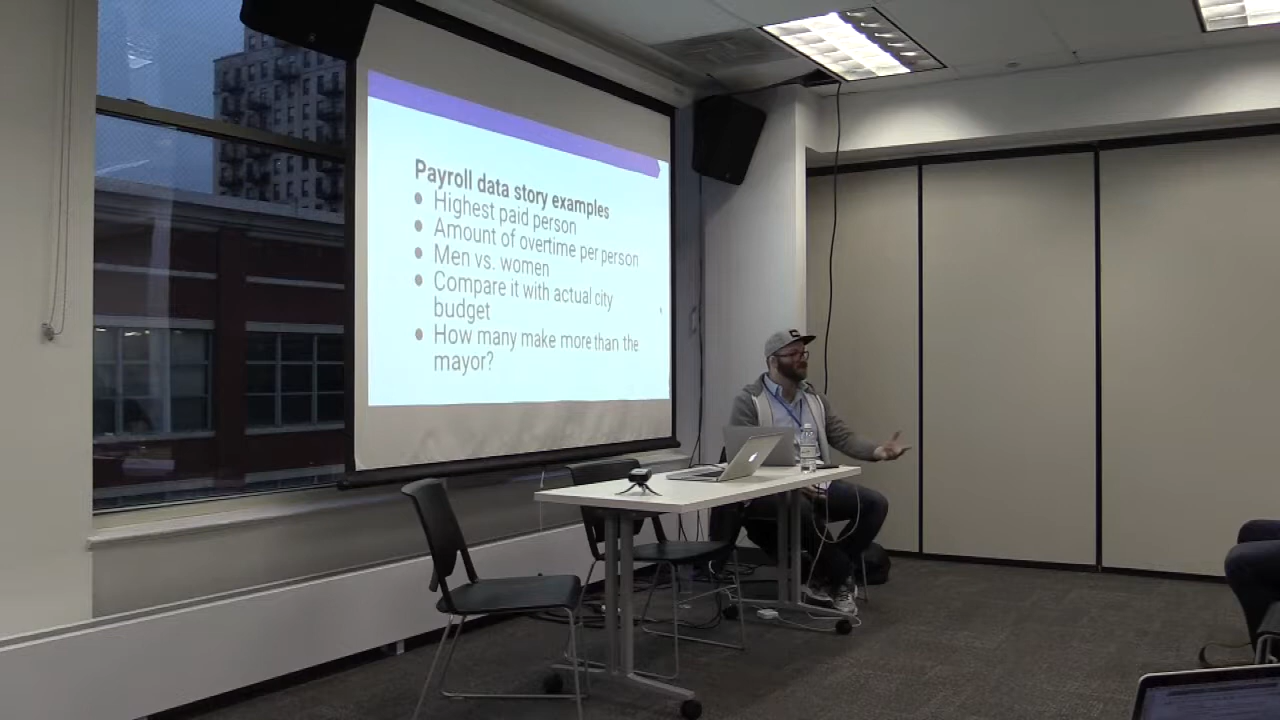 Payroll data story examples
● Highest paid person
● Amount of overtime per person
● Men vs. women
● Compare it with actual city
budget
● How many make more than the
mayor?